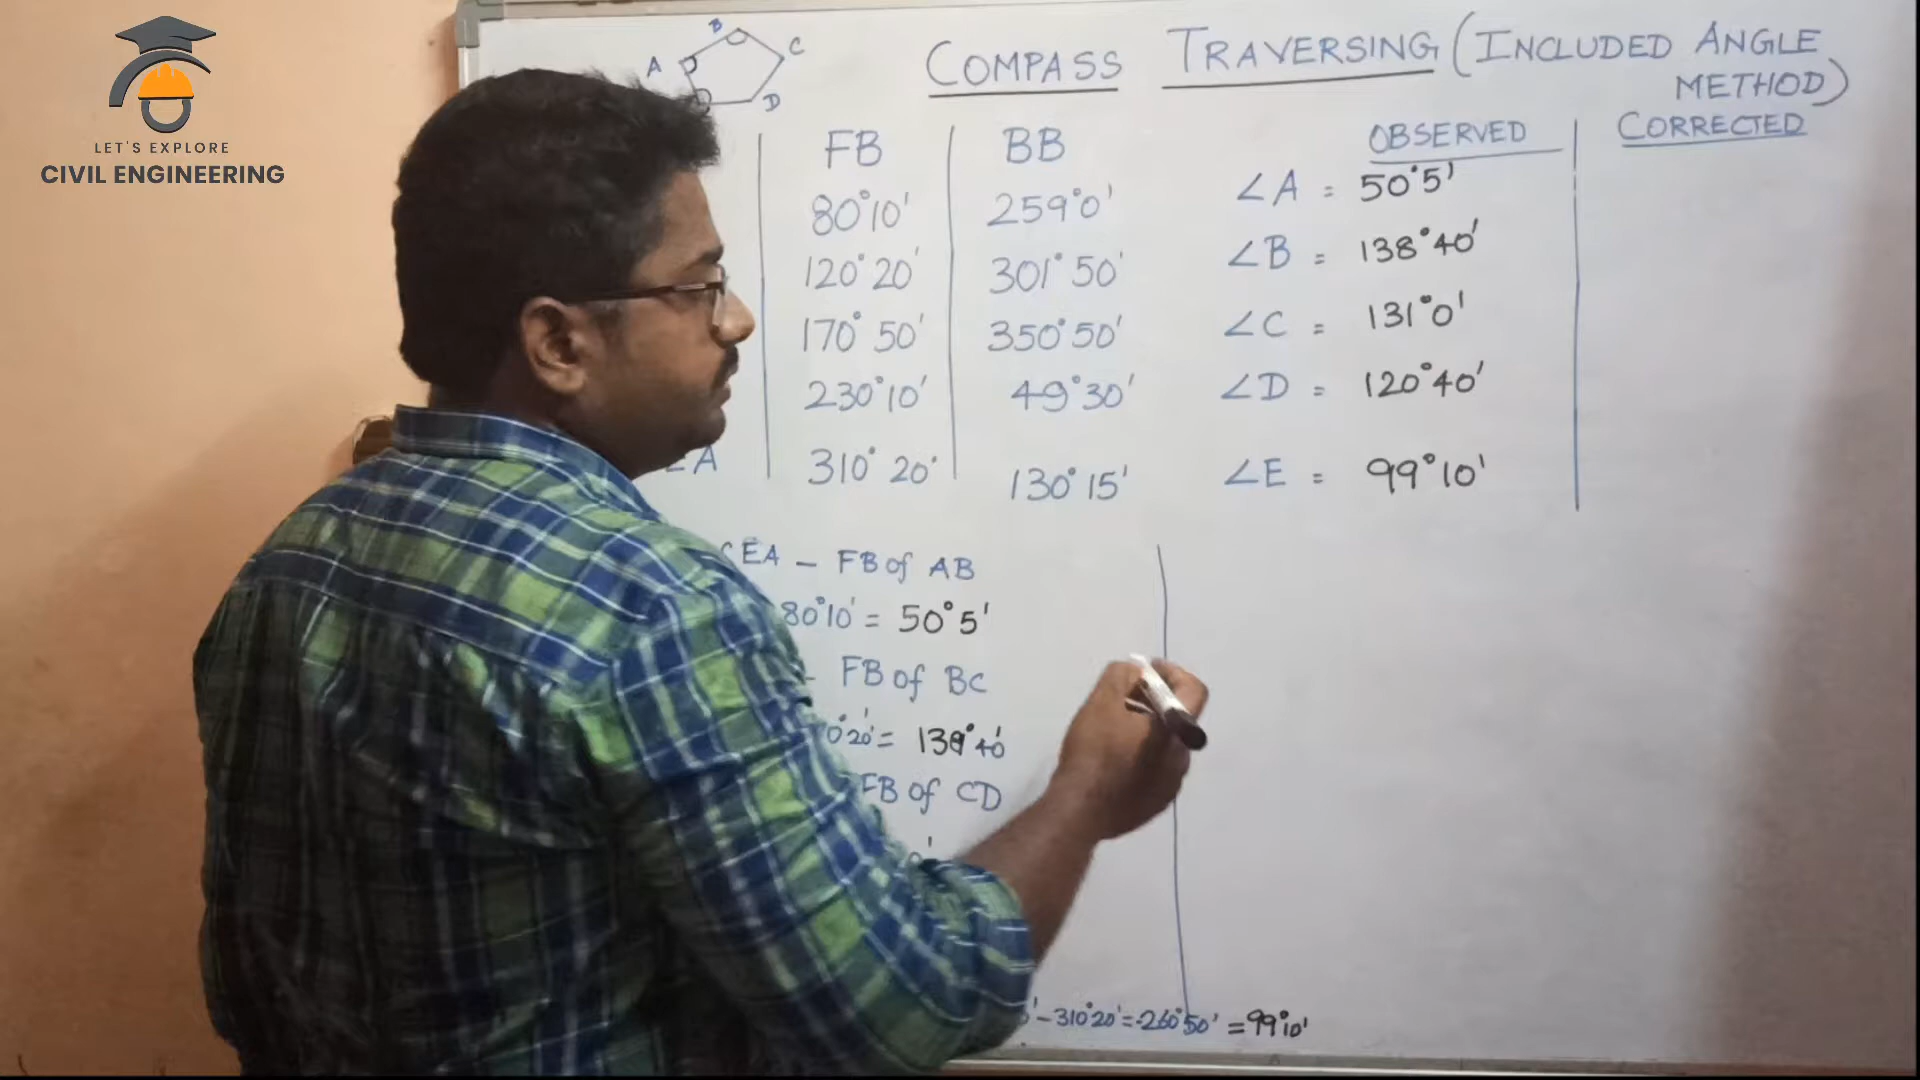 LET'S EXPLORE
CIVIL ENGINEERING
A B C D
COMPASS TRAVERSING (INCLUDED ANGLE METHOD)
FB BB OBSERVED CORRECTED
80°10' 259°0' ∠A = 50°5'
120°20' 301°50' ∠B = 138°40'
170°50' 350°50' ∠C = 131°0'
230°10' 49°30' ∠D = 120°40'
EA 310°20' 130°15' ∠E = 99°10'
EA – FB of AB
80°10' = 50°5'
– FB of BC
0°20' = 138°40'
FB of CD
– 310°20' = -260°50' = 99°10'